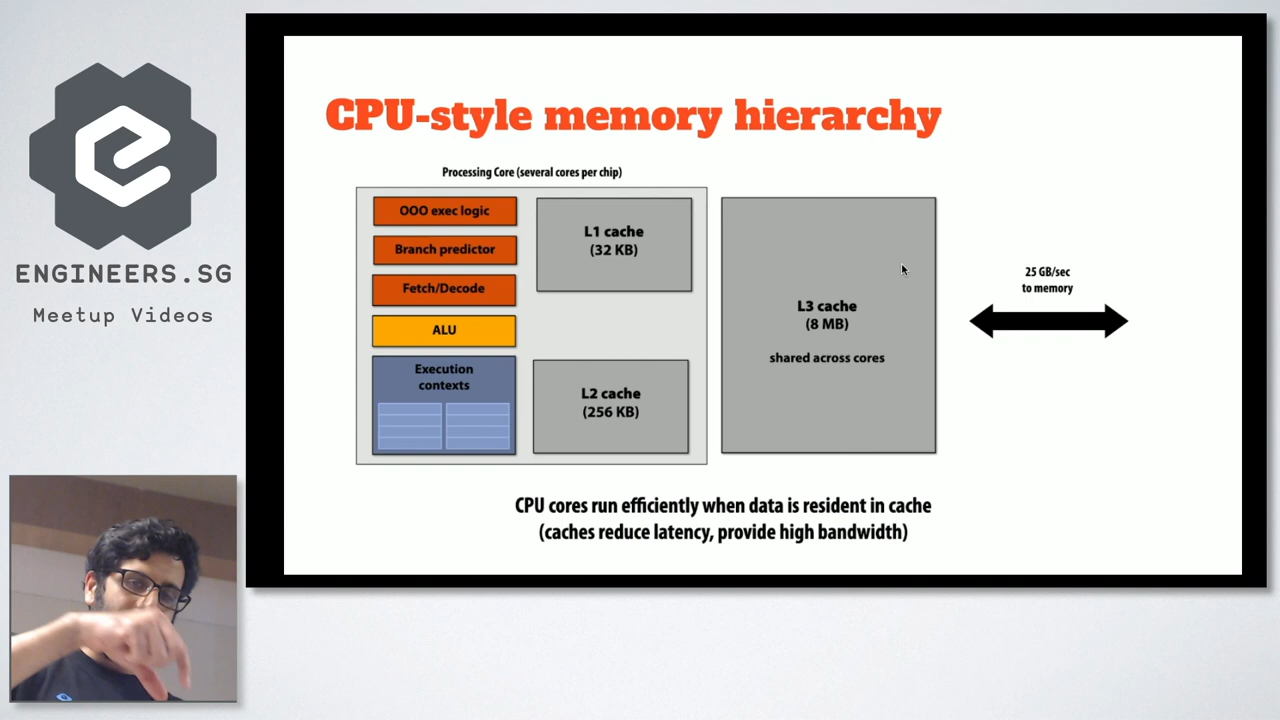 ENGINEERS.SG
Meetup Videos
CPU-style memory hierarchy
Processing Core (several cores per chip)
OOO exec logic
Branch predictor
Fetch/Decode
ALU
Execution
contexts
L1 cache
(32 KB)
L2 cache
(256 KB)
L3 cache
(8 MB)
shared across cores
25 GB/sec
to memory
CPU cores run efficiently when data is resident in cache
(caches reduce latency, provide high bandwidth)